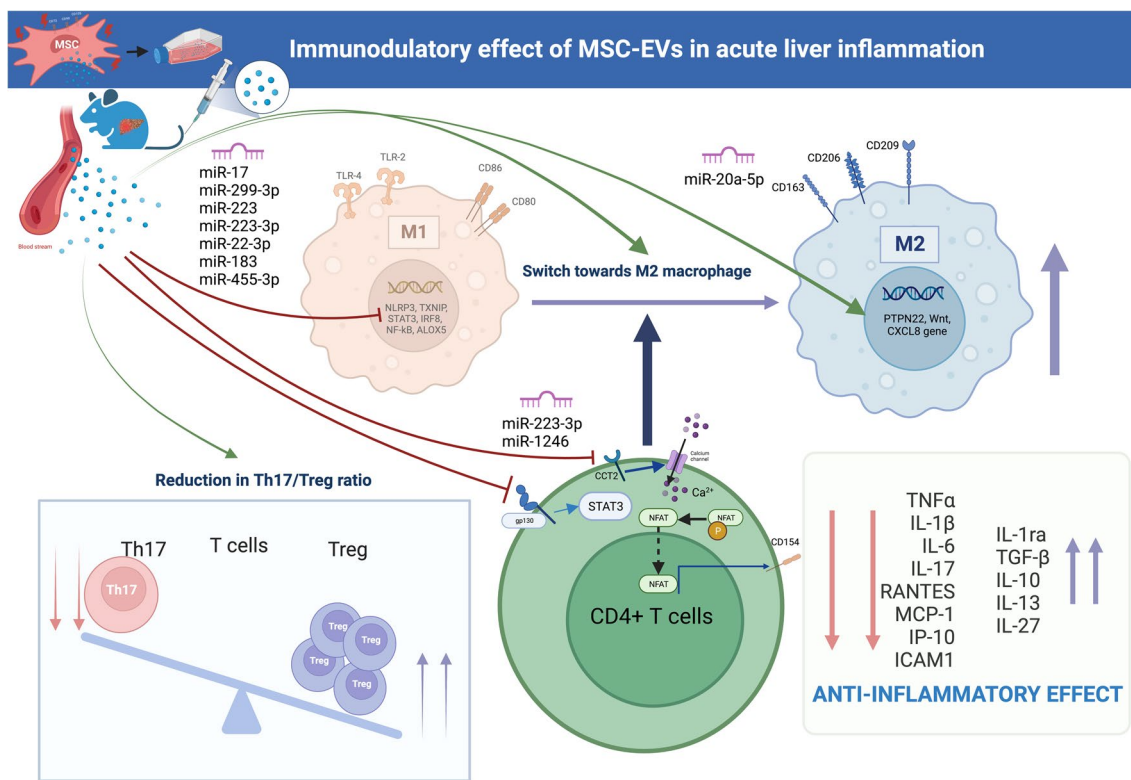 MSC
Immunodulatory effect of MSC-EVs in acute liver inflammation
Blood stream
miR-17
miR-299-3p
miR-223
miR-223-3p
miR-22-3p
miR-183
miR-455-3p
TLR-4
TLR-2
CD86
CD80
M1
NLRP3, TXNIP,
STAT3, IRF8,
NF-kB, ALOX5
Switch towards M2 macrophage
miR-20a-5p
CD163
CD206
CD209
M2
PTPN22, Wnt,
CXCL8 gene
miR-223-3p
miR-1246
Reduction in Th17/Treg ratio
Th17
T cells
Treg
Th17
Treg
Treg
Treg
Treg
CCT2
Calcium
channel
Ca²⁺
gp130
STAT3
NFAT
NFAT
P
NFAT
CD154
CD4+ T cells
TNFα
IL-1β
IL-6
IL-17
RANTES
MCP-1
IP-10
ICAM1
IL-1ra
TGF-β
IL-10
IL-13
IL-27
ANTI-INFLAMMATORY EFFECT